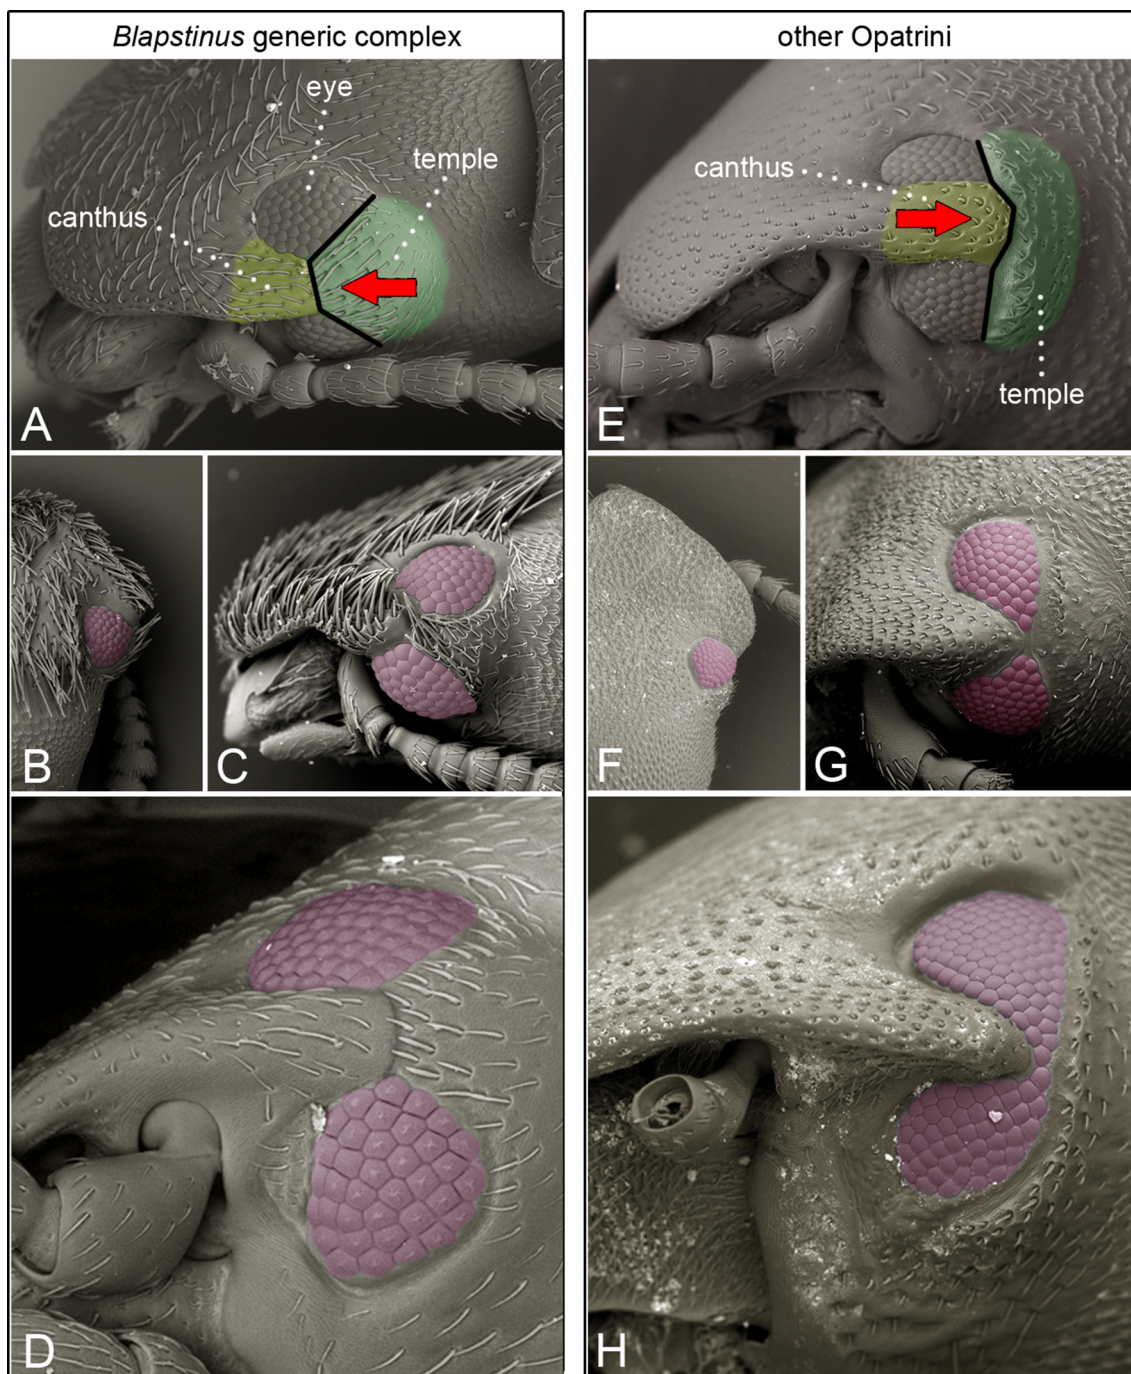 Blapstinus generic complex
eye
temple
canthus
A
B
C
D
other Opatrini
canthus
temple
E
F
G
H